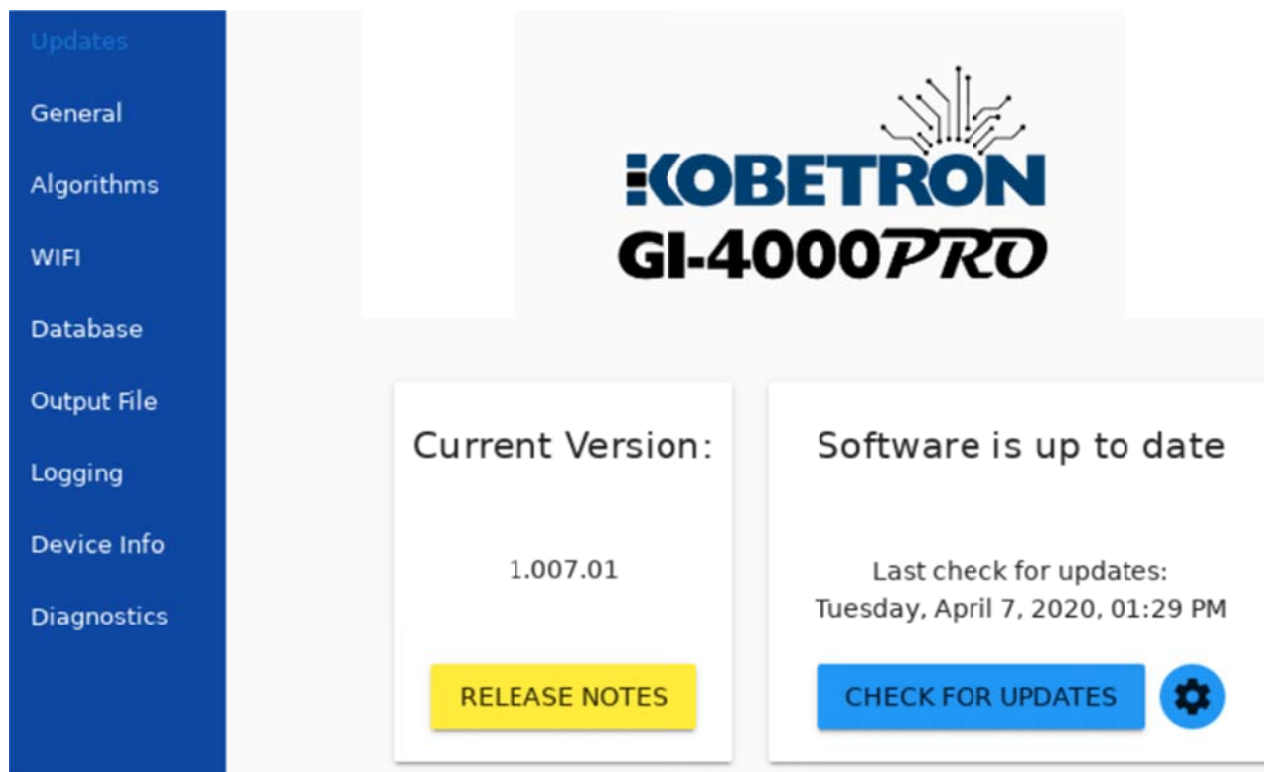 Updates
General
Algorithms
WIFI
Database
Output File
Logging
Device Info
Diagnostics
KOBETRON
GI-4000PRO
Current Version:
1.007.01
RELEASE NOTES
Software is up to date
Last check for updates:
Tuesday, April 7, 2020, 01:29 PM
CHECK FOR UPDATES